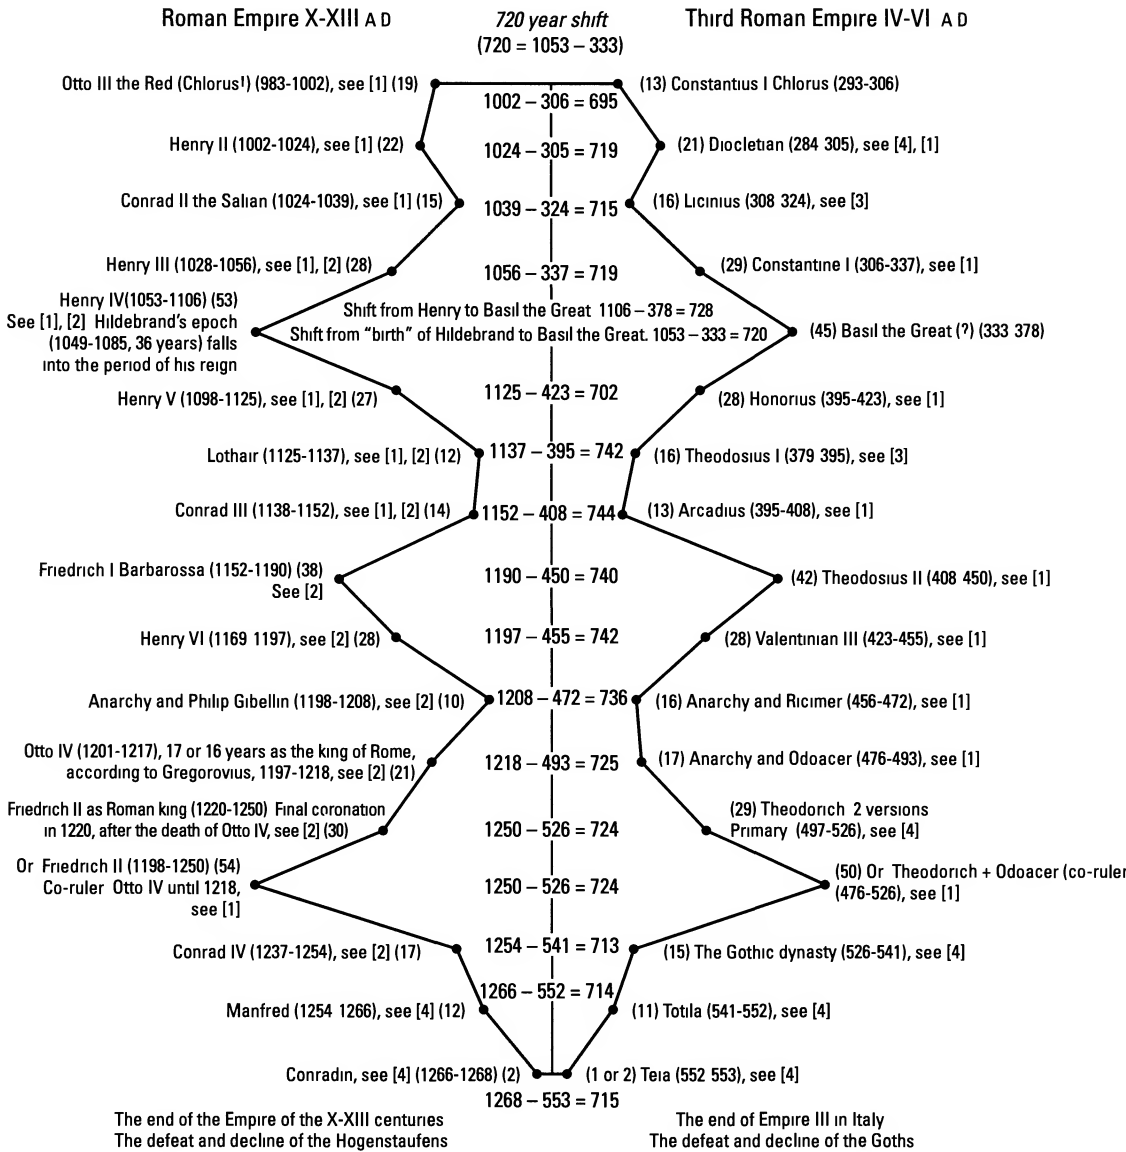 Roman Empire X-XIII A D
720 year shift
(720 = 1053 – 333)
Third Roman Empire IV-VI A D
Otto III the Red (Chlorus!) (983-1002), see [1] (19)
(13) Constantius I Chlorus (293-306)
1002 – 306 = 695
Henry II (1002-1024), see [1] (22)
1024 – 305 = 719
(21) Diocletian (284 305), see [4], [1]
Conrad II the Salian (1024-1039), see [1] (15)
1039 – 324 = 715
(16) Licinius (308 324), see [3]
Henry III (1028-1056), see [1], [2] (28)
1056 – 337 = 719
(29) Constantine I (306-337), see [1]
Henry IV(1053-1106) (53)
See [1], [2] Hildebrand's epoch
(1049-1085, 36 years) falls
into the period of his reign
Shift from Henry to Basil the Great 1106 – 378 = 728
Shift from “birth” of Hildebrand to Basil the Great. 1053 – 333 = 720
(45) Basil the Great (?) (333 378)
Henry V (1098-1125), see [1], [2] (27)
1125 – 423 = 702
(28) Honorius (395-423), see [1]
Lothair (1125-1137), see [1], [2] (12)
1137 – 395 = 742
(16) Theodosius I (379 395), see [3]
Conrad III (1138-1152), see [1], [2] (14)
1152 – 408 = 744
(13) Arcadius (395-408), see [1]
Friedrich I Barbarossa (1152-1190) (38)
See [2]
1190 – 450 = 740
(42) Theodosius II (408 450), see [1]
Henry VI (1169 1197), see [2] (28)
1197 – 455 = 742
(28) Valentinian III (423-455), see [1]
Anarchy and Philip Gibellin (1198-1208), see [2] (10)
1208 – 472 = 736
(16) Anarchy and Ricimer (456-472), see [1]
Otto IV (1201-1217), 17 or 16 years as the king of Rome,
according to Gregorovius, 1197-1218, see [2] (21)
1218 – 493 = 725
(17) Anarchy and Odoacer (476-493), see [1]
Friedrich II as Roman king (1220-1250) Final coronation
in 1220, after the death of Otto IV, see [2] (30)
1250 – 526 = 724
(29) Theodorich 2 versions
Primary (497-526), see [4]
Or Friedrich II (1198-1250) (54)
Co-ruler Otto IV until 1218,
see [1]
1250 – 526 = 724
(50) Or Theodorich + Odoacer (co-ruler
(476-526), see [1]
Conrad IV (1237-1254), see [2] (17)
1254 – 541 = 713
(15) The Gothic dynasty (526-541), see [4]
1266 – 552 = 714
Manfred (1254 1266), see [4] (12)
(11) Totila (541-552), see [4]
Conradin, see [4] (1266-1268) (2)
(1 or 2) Teia (552 553), see [4]
1268 – 553 = 715
The end of the Empire of the X-XIII centuries
The defeat and decline of the Hogenstaufens
The end of Empire III in Italy
The defeat and decline of the Goths